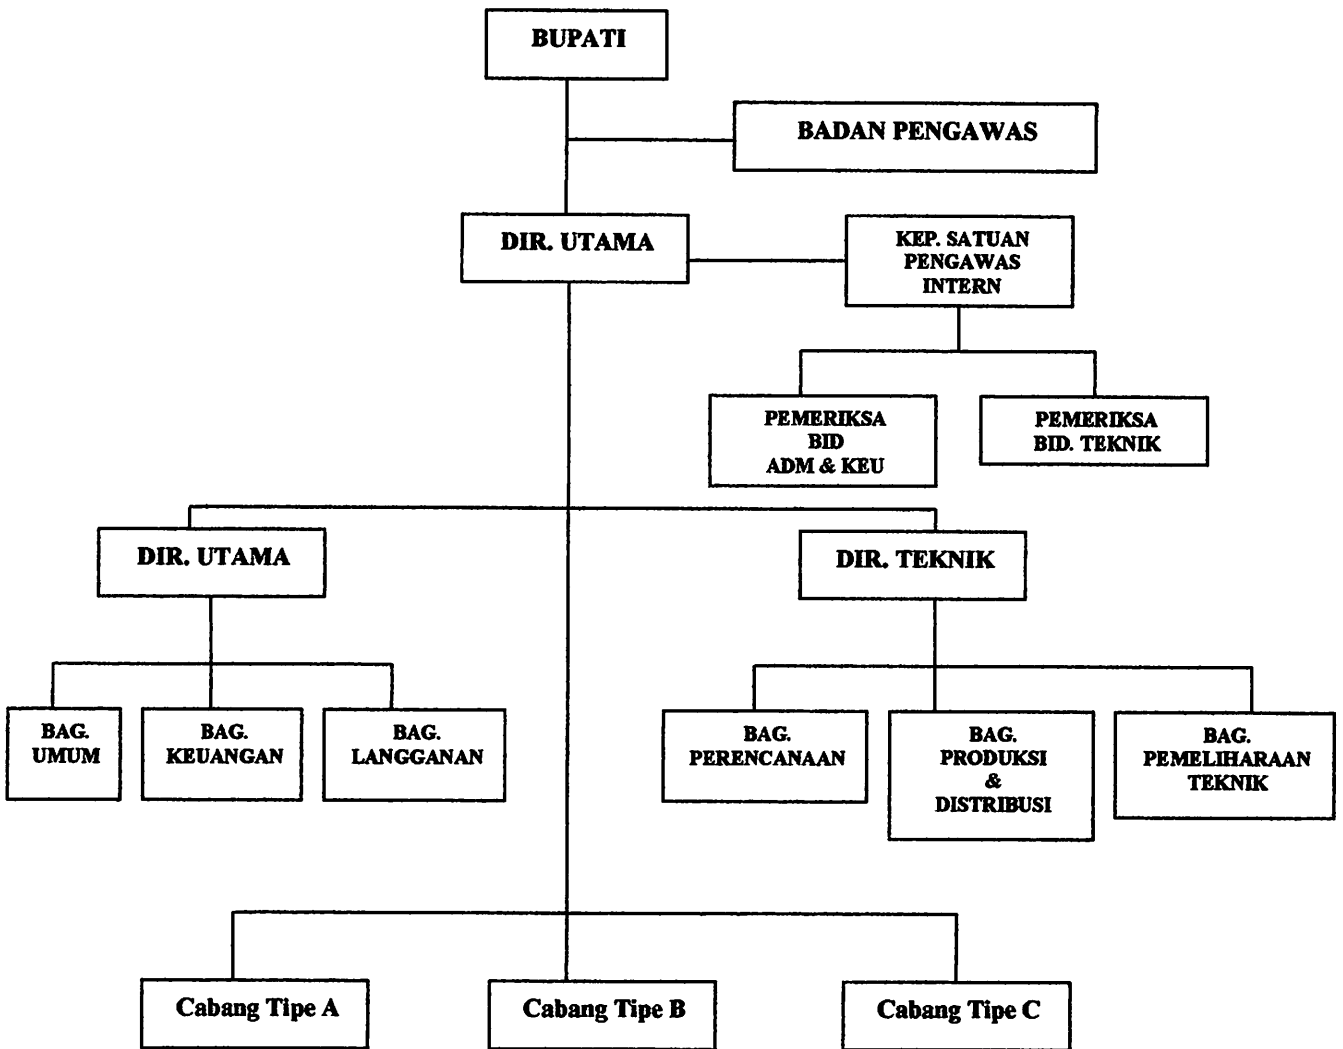 BUPATI
BADAN PENGAWAS
DIR. UTAMA
KEP. SATUAN
PENGAWAS
INTERN
PEMERIKSA
BID
ADM & KEU
PEMERIKSA
BID. TEKNIK
DIR. UTAMA
DIR. TEKNIK
BAG.
UMUM
BAG.
KEUANGAN
BAG.
LANGGANAN
BAG.
PERENCANAAN
BAG.
PRODUKSI
&
DISTRIBUSI
BAG.
PEMELIHARAAN
TEKNIK
Cabang Tipe A
Cabang Tipe B
Cabang Tipe C